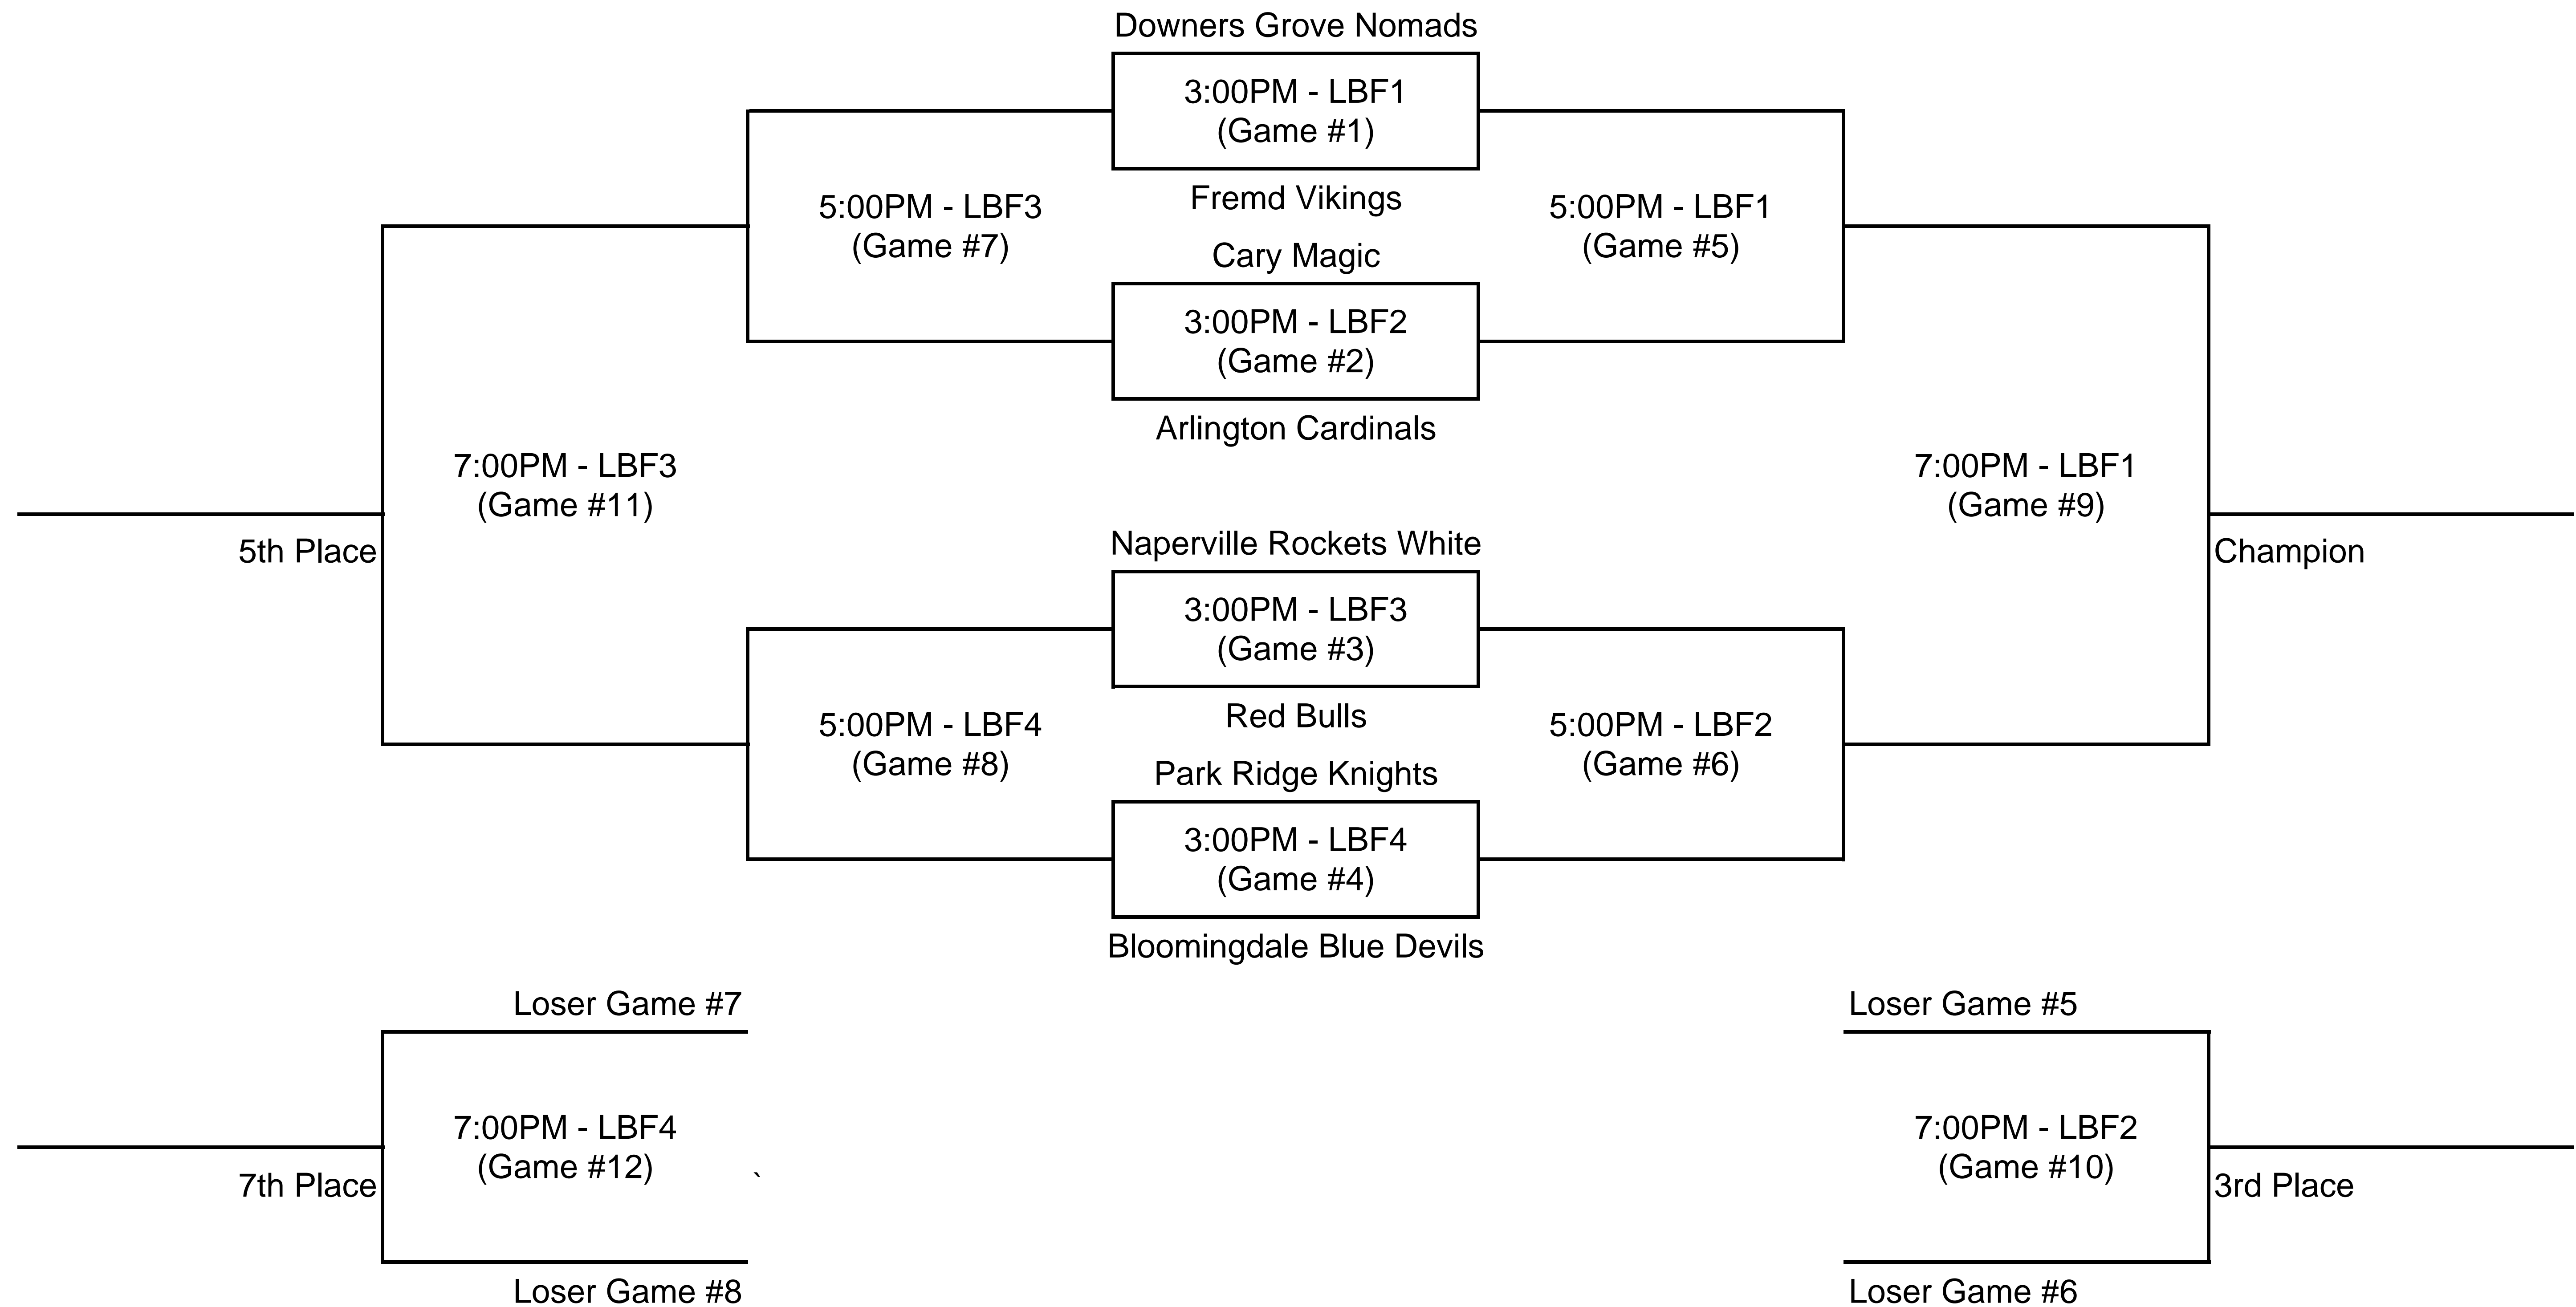 Downers Grove Nomads
3:00PM - LBF1
(Game #1)
Fremd Vikings
5:00PM - LBF3
(Game #7)
5:00PM - LBF1
(Game #5)
Cary Magic
3:00PM - LBF2
(Game #2)
Arlington Cardinals
7:00PM - LBF3
(Game #11)
7:00PM - LBF1
(Game #9)
5th Place
Champion
Naperville Rockets White
3:00PM - LBF3
(Game #3)
Red Bulls
5:00PM - LBF4
(Game #8)
5:00PM - LBF2
(Game #6)
Park Ridge Knights
3:00PM - LBF4
(Game #4)
Bloomingdale Blue Devils
Loser Game #7
7:00PM - LBF4
(Game #12)
`
7th Place
Loser Game #8
Loser Game #5
7:00PM - LBF2
(Game #10)
3rd Place
Loser Game #6